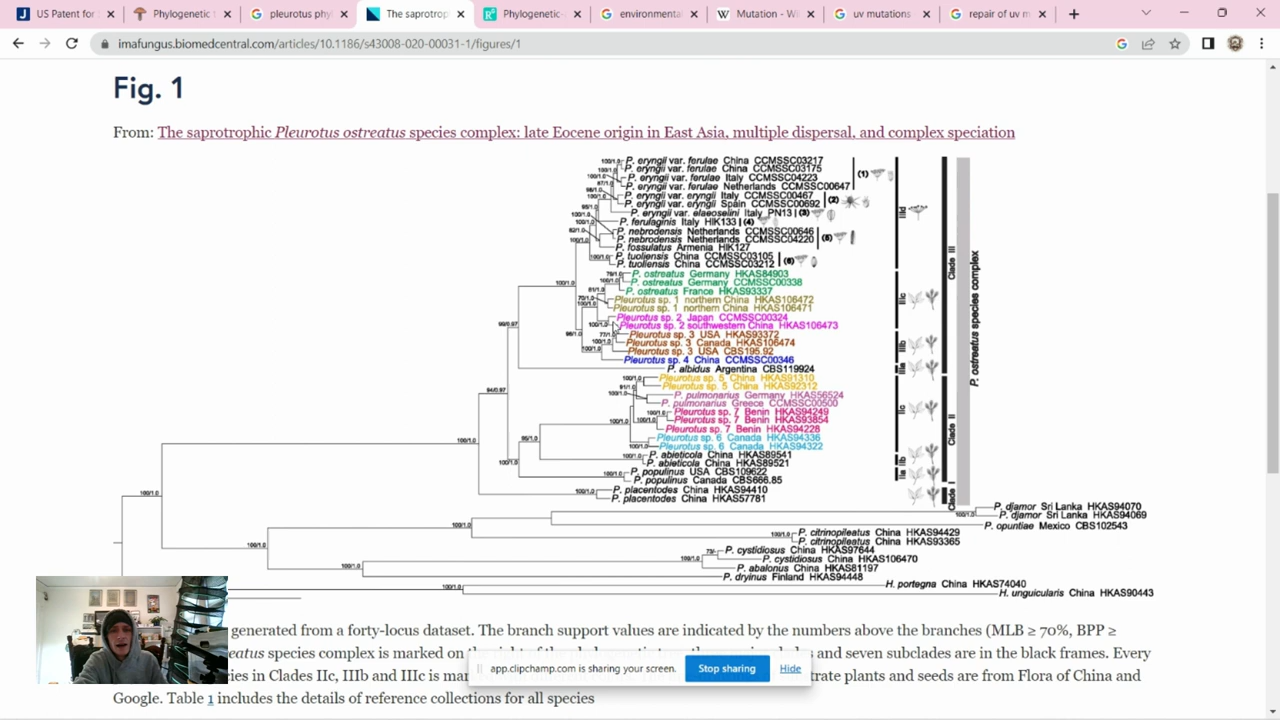 US Patent for S
Phylogenetic t
pleurotus phy
The saprotrop
Phylogenetic-
environmental
Mutation - Wi
uv mutations
repair of uv m
imafungus.biomedcentral.com/articles/10.1186/s43008-020-00031-1/figures/1
Fig. 1
From: The saprotrophic Pleurotus ostreatus species complex: late Eocene origin in East Asia, multiple dispersal, and complex speciation
P. eryngii var. ferulae China CCMSSC03217
P. eryngii var. ferulae China CCMSSC03175
P. eryngii var. ferulae Italy CCMSSC04223
P. eryngii var. ferulae Netherlands CCMSSC00647
(1)
P. eryngii var. eryngii Italy CCMSSC00467
P. eryngii var. eryngii Spain CCMSSC00692
(2)
P. eryngii var. elaeoselini Italy PN13 (3)
P. ferulaginis Italy HIK133 (4)
P. nebrodensis Netherlands CCMSSC00646
P. nebrodensis Netherlands CCMSSC04220
(5)
P. fossulatus Armenia HIK127
P. tuoliensis China CCMSSC03105
P. tuoliensis China CCMSSC03212
(6)
P. ostreatus Germany HKAS84903
P. ostreatus Germany CCMSSC00338
P. ostreatus France HKAS93337
Pleurotus sp. 1 northern China HKAS106472
Pleurotus sp. 1 northern China HKAS106471
Pleurotus sp. 2 Japan CCMSSC00324
Pleurotus sp. 2 southwestern China HKAS106473
Pleurotus sp. 3 USA HKAS93372
Pleurotus sp. 3 Canada HKAS106474
Pleurotus sp. 3 USA CBS195.92
Pleurotus sp. 4 China CCMSSC00346
P. albidus Argentina CBS119924
Pleurotus sp. 5 China HKAS91310
Pleurotus sp. 5 China HKAS92312
P. pulmonarius Germany HKAS56524
P. pulmonarius Greece CCMSSC00500
Pleurotus sp. 7 Benin HKAS94249
Pleurotus sp. 7 Benin HKAS93854
Pleurotus sp. 7 Benin HKAS94228
Pleurotus sp. 6 Canada HKAS94336
Pleurotus sp. 6 Canada HKAS94322
P. abieticola China HKAS89541
P. abieticola China HKAS89521
P. populinus USA CBS109622
P. populinus Canada CBS666.85
P. placentodes China HKAS94410
P. placentodes China HKAS57781
IIId
IIIc
IIIb
IIIa
IIc
IIb
IIa
Clade III
Clade II
Clade I
P. ostreatus species complex
P. djamor Sri Lanka HKAS94070
P. djamor Sri Lanka HKAS94069
P. opuntiae Mexico CBS102543
P. citrinopileatus China HKAS94429
P. citrinopileatus China HKAS93365
P. cystidiosus China HKAS97644
P. cystidiosus China HKAS106470
P. abalonus China HKAS81197
P. dryinus Finland HKAS94448
H. portegna China HKAS74040
H. unguicularis China HKAS90443
generated from a forty-locus dataset. The branch support values are indicated by the numbers above the branches (MLB ≥ 70%, BPP ≥
eatus species complex is marked on and seven subclades are in the black frames. Every
ies in Clades IIc, IIIb and IIIC is mar trate plants and seeds are from Flora of China and
Google. Table 1 includes the details of reference collections for all species
app.clipchamp.com is sharing your screen.
Stop sharing
Hide